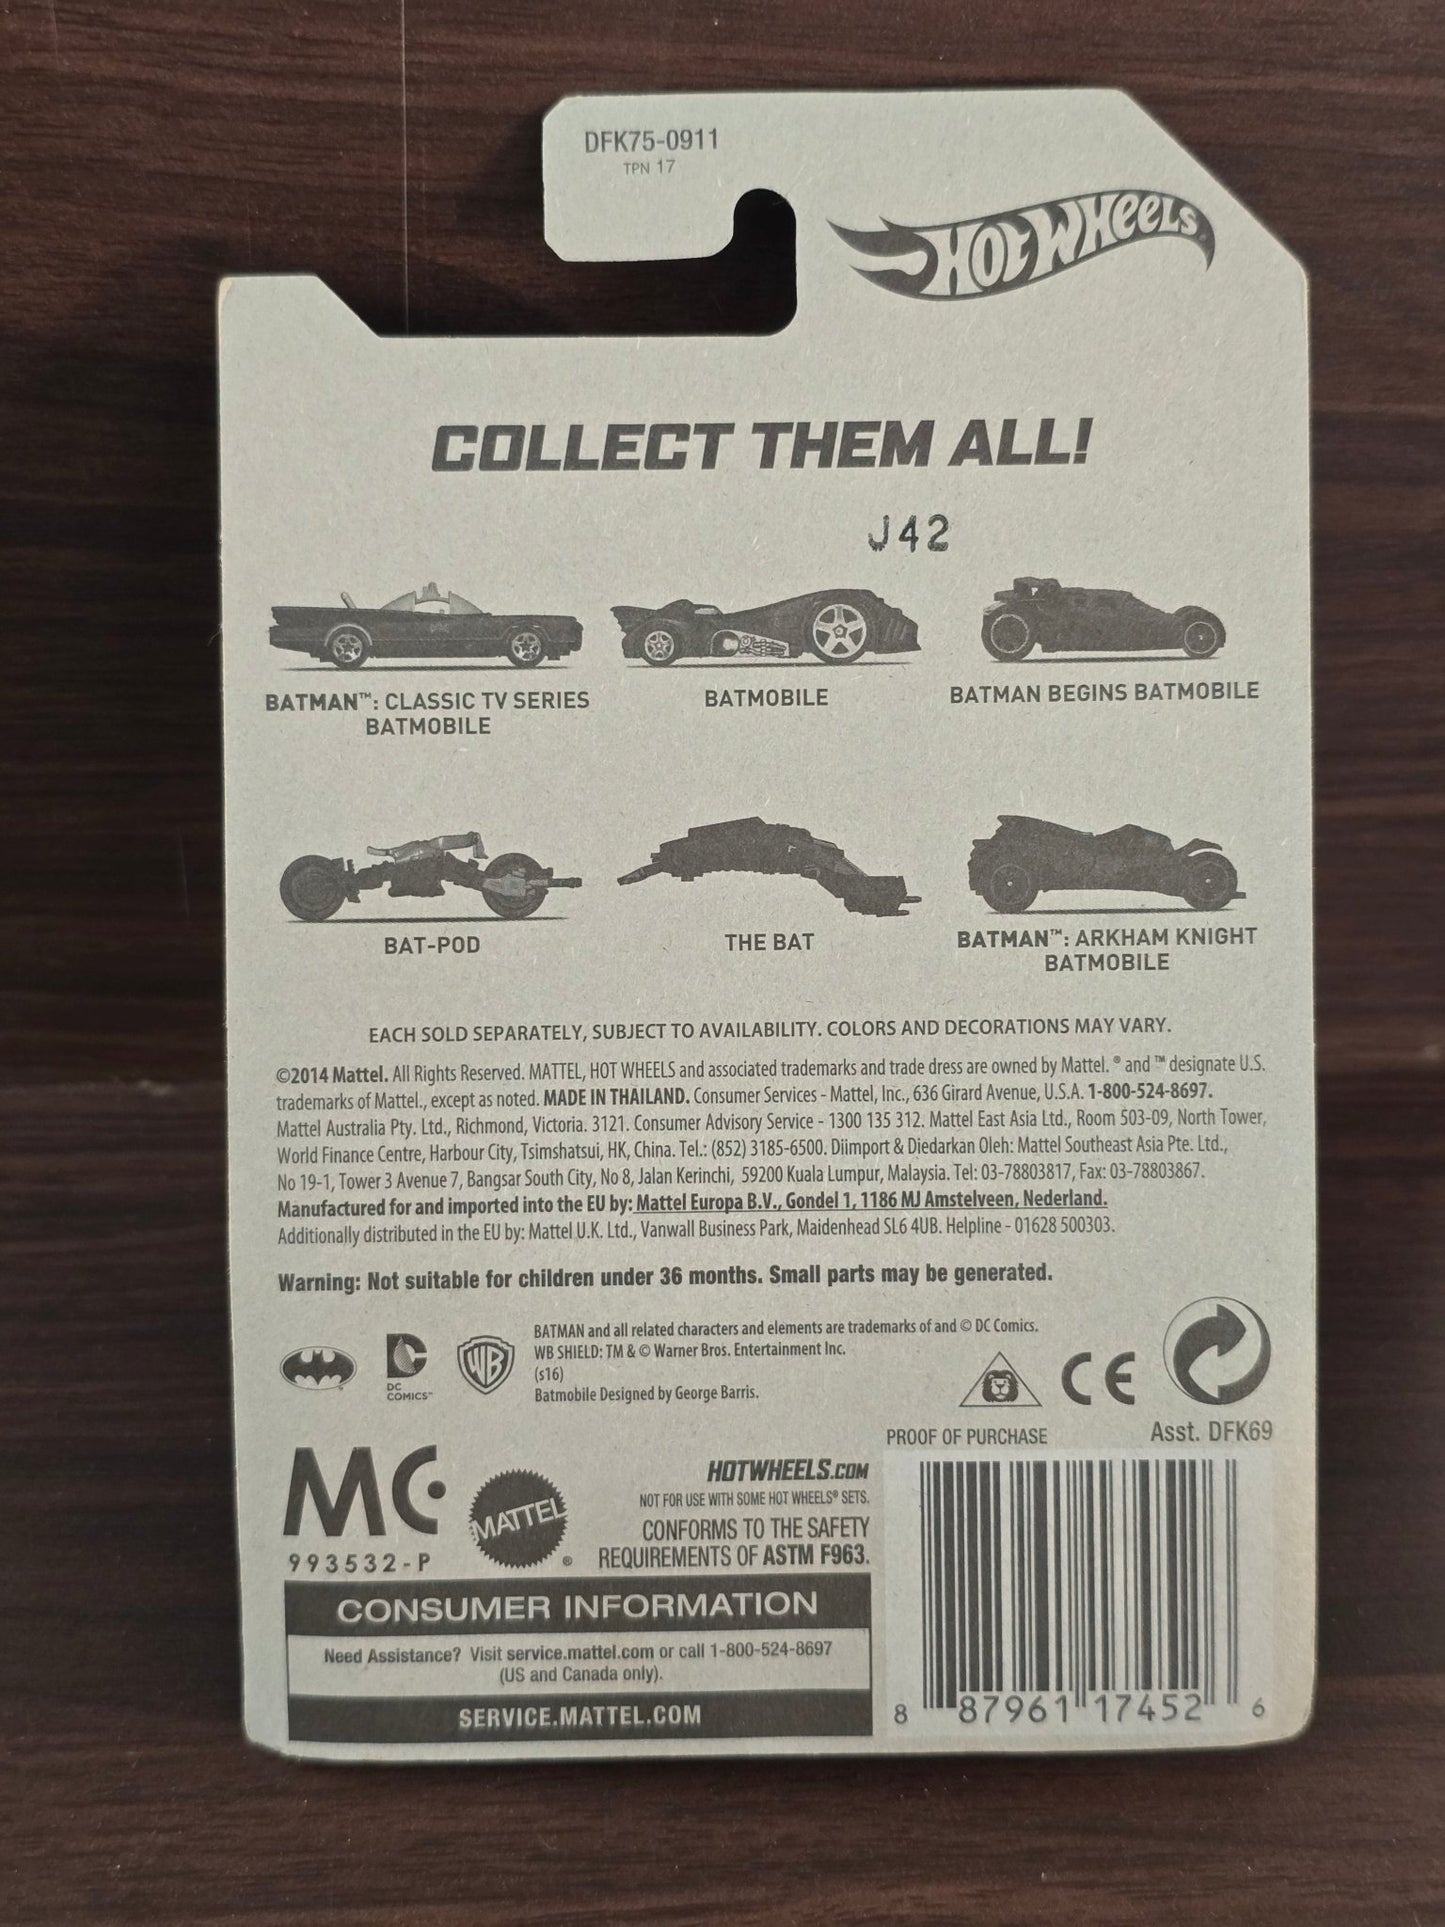 DFK75-0911
TPN 17
HOT WHEELS
COLLECT THEM ALL!
J42
BATMAN™: CLASSIC TV SERIES
BATMOBILE
BATMOBILE
BATMAN BEGINS BATMOBILE
BAT-POD
THE BAT
BATMAN™: ARKHAM KNIGHT
BATMOBILE
EACH SOLD SEPARATELY, SUBJECT TO AVAILABILITY. COLORS AND DECORATIONS MAY VARY.
©2014 Mattel. All Rights Reserved. MATTEL, HOT WHEELS and associated trademarks and trade dress are owned by Mattel. ® and ™ designate U.S.
trademarks of Mattel., except as noted. MADE IN THAILAND. Consumer Services - Mattel, Inc., 636 Girard Avenue, U.S.A. 1-800-524-8697.
Mattel Australia Pty. Ltd., Richmond, Victoria. 3121. Consumer Advisory Service - 1300 135 312. Mattel East Asia Ltd., Room 503-09, North Tower,
World Finance Centre, Harbour City, Tsimshatsui, HK, China. Tel.: (852) 3185-6500. Diimport & Diedarkan Oleh: Mattel Southeast Asia Pte. Ltd.,
No 19-1, Tower 3 Avenue 7, Bangsar South City, No 8, Jalan Kerinchi, 59200 Kuala Lumpur, Malaysia. Tel: 03-78803817, Fax: 03-78803867.
Manufactured for and imported into the EU by: Mattel Europa B.V., Gondel 1, 1186 MJ Amstelveen, Nederland.
Additionally distributed in the EU by: Mattel U.K. Ltd., Vanwall Business Park, Maidenhead SL6 4UB. Helpline - 01628 500303.
Warning: Not suitable for children under 36 months. Small parts may be generated.
DC
COMICS™
WB
BATMAN and all related characters and elements are trademarks of and © DC Comics.
WB SHIELD: TM & © Warner Bros. Entertainment Inc.
(s16)
Batmobile Designed by George Barris.
CE
PROOF OF PURCHASE
Asst. DFK69
MC
993532-P
MATTEL®
HOTWHEELS.COM
NOT FOR USE WITH SOME HOT WHEELS® SETS.
CONFORMS TO THE SAFETY
REQUIREMENTS OF ASTM F963.
CONSUMER INFORMATION
Need Assistance? Visit service.mattel.com or call 1-800-524-8697
(US and Canada only).
SERVICE.MATTEL.COM
8 87961 17452 6